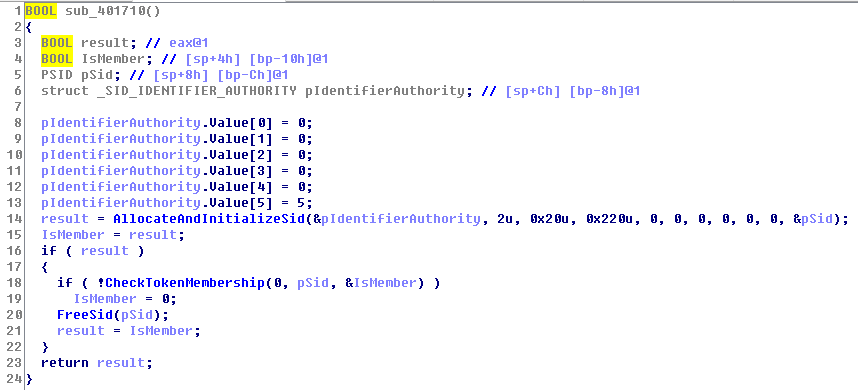 1 BOOL sub_401710()
2 {
3   BOOL result; // eax@1
4   BOOL IsMember; // [sp+4h] [bp-10h]@1
5   PSID pSid; // [sp+8h] [bp-Ch]@1
6   struct _SID_IDENTIFIER_AUTHORITY pIdentifierAuthority; // [sp+Ch] [bp-8h]@1
7
8   pIdentifierAuthority.Value[0] = 0;
9   pIdentifierAuthority.Value[1] = 0;
10   pIdentifierAuthority.Value[2] = 0;
11   pIdentifierAuthority.Value[3] = 0;
12   pIdentifierAuthority.Value[4] = 0;
13   pIdentifierAuthority.Value[5] = 5;
14   result = AllocateAndInitializeSid(&pIdentifierAuthority, 2u, 0x20u, 0x220u, 0, 0, 0, 0, 0, 0, &pSid);
15   IsMember = result;
16   if ( result )
17   {
18     if ( !CheckTokenMembership(0, pSid, &IsMember) )
19       IsMember = 0;
20     FreeSid(pSid);
21     result = IsMember;
22   }
23   return result;
24 }